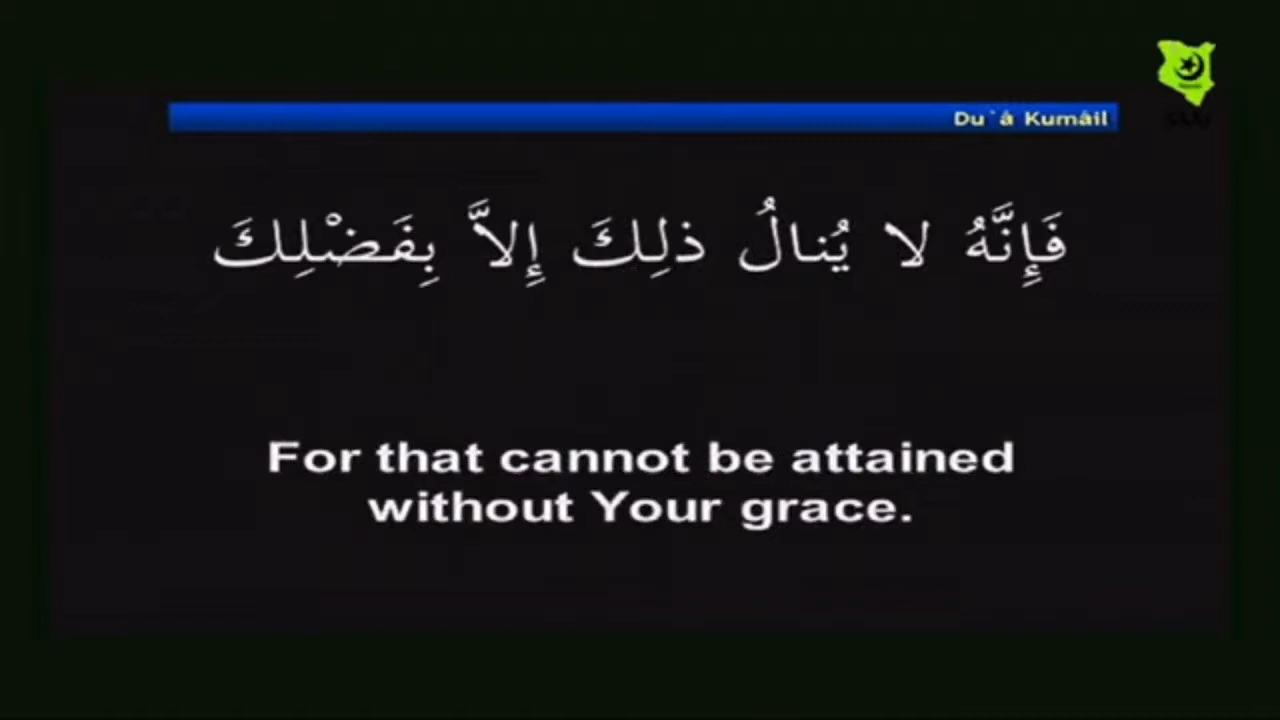 Du`â Kumâil
فَإِنَّهُ لا يُنالُ ذلِكَ إِلاَّ بِفَضْلِكَ
For that cannot be attained
without Your grace.